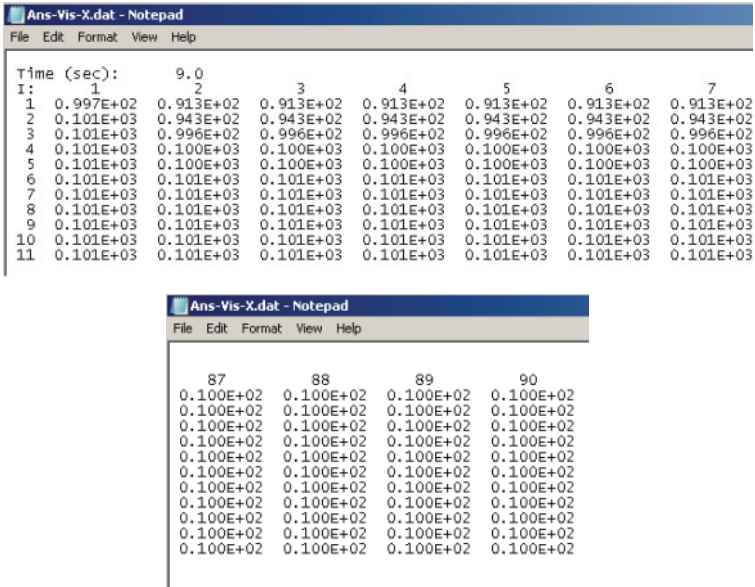 Ans-Vis-X.dat - Notepad
File Edit Format View Help
Time (sec): 9.0
I: 1 2 3 4 5 6 7
1 0.997E+02 0.913E+02 0.913E+02 0.913E+02 0.913E+02 0.913E+02 0.913E+02
2 0.101E+03 0.943E+02 0.943E+02 0.943E+02 0.943E+02 0.943E+02 0.943E+02
3 0.101E+03 0.996E+02 0.996E+02 0.996E+02 0.996E+02 0.996E+02 0.996E+02
4 0.101E+03 0.100E+03 0.100E+03 0.100E+03 0.100E+03 0.100E+03 0.100E+03
5 0.101E+03 0.100E+03 0.100E+03 0.100E+03 0.100E+03 0.100E+03 0.100E+03
6 0.101E+03 0.101E+03 0.101E+03 0.101E+03 0.101E+03 0.101E+03 0.101E+03
7 0.101E+03 0.101E+03 0.101E+03 0.101E+03 0.101E+03 0.101E+03 0.101E+03
8 0.101E+03 0.101E+03 0.101E+03 0.101E+03 0.101E+03 0.101E+03 0.101E+03
9 0.101E+03 0.101E+03 0.101E+03 0.101E+03 0.101E+03 0.101E+03 0.101E+03
10 0.101E+03 0.101E+03 0.101E+03 0.101E+03 0.101E+03 0.101E+03 0.101E+03
11 0.101E+03 0.101E+03 0.101E+03 0.101E+03 0.101E+03 0.101E+03 0.101E+03
Ans-Vis-X.dat - Notepad
File Edit Format View Help
87 88 89 90
0.100E+02 0.100E+02 0.100E+02 0.100E+02
0.100E+02 0.100E+02 0.100E+02 0.100E+02
0.100E+02 0.100E+02 0.100E+02 0.100E+02
0.100E+02 0.100E+02 0.100E+02 0.100E+02
0.100E+02 0.100E+02 0.100E+02 0.100E+02
0.100E+02 0.100E+02 0.100E+02 0.100E+02
0.100E+02 0.100E+02 0.100E+02 0.100E+02
0.100E+02 0.100E+02 0.100E+02 0.100E+02
0.100E+02 0.100E+02 0.100E+02 0.100E+02
0.100E+02 0.100E+02 0.100E+02 0.100E+02
0.100E+02 0.100E+02 0.100E+02 0.100E+02